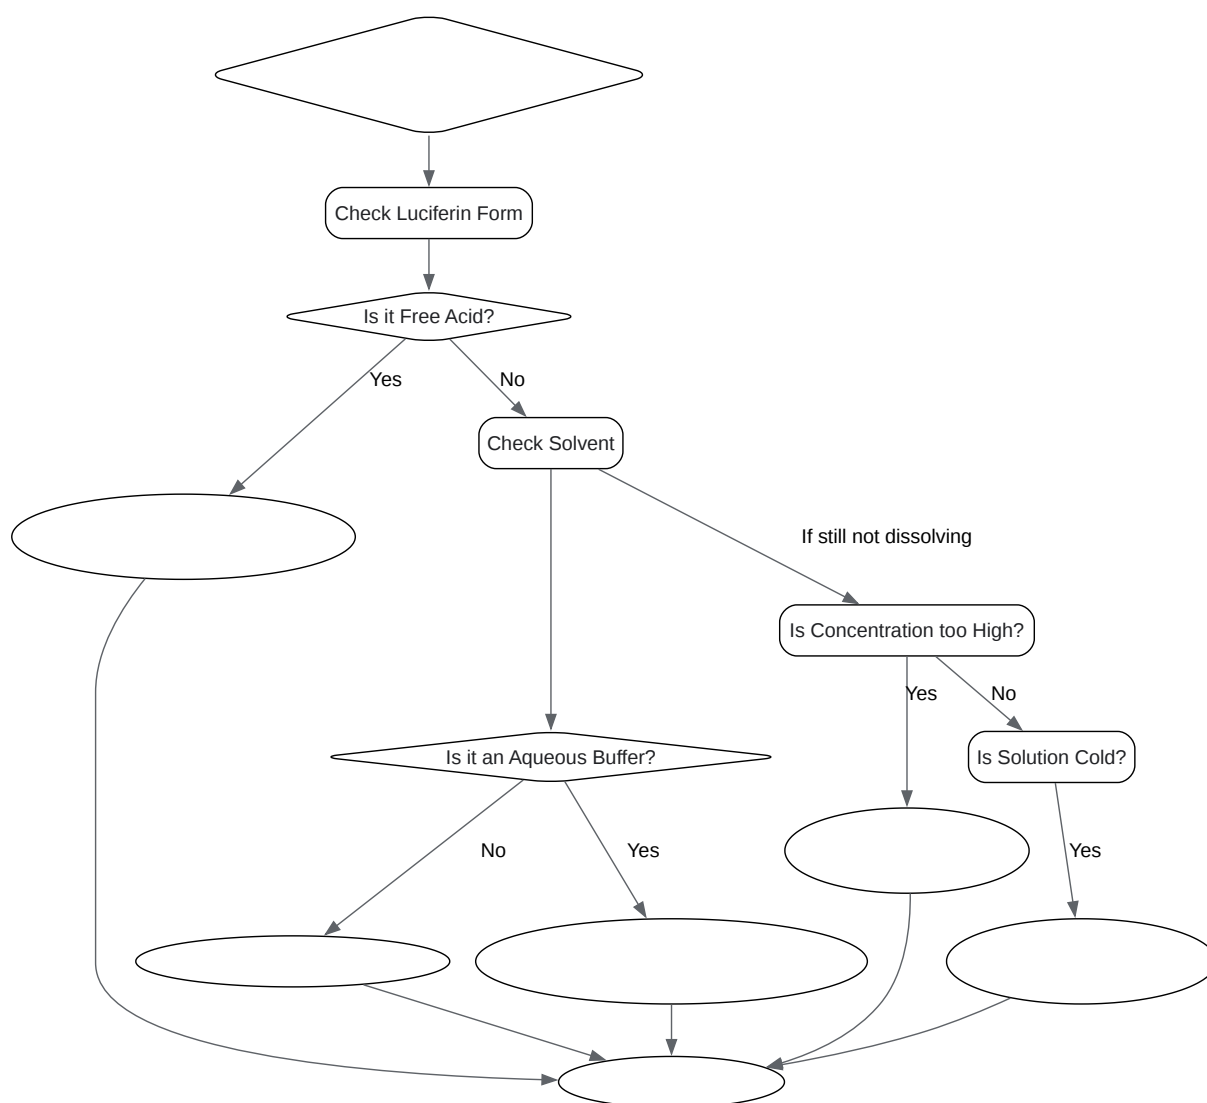 Check Luciferin Form
Is it Free Acid?
Yes
No
Check Solvent
If still not dissolving
Is Concentration too High?
Yes
No
Is it an Aqueous Buffer?
Is Solution Cold?
No
Yes
Yes